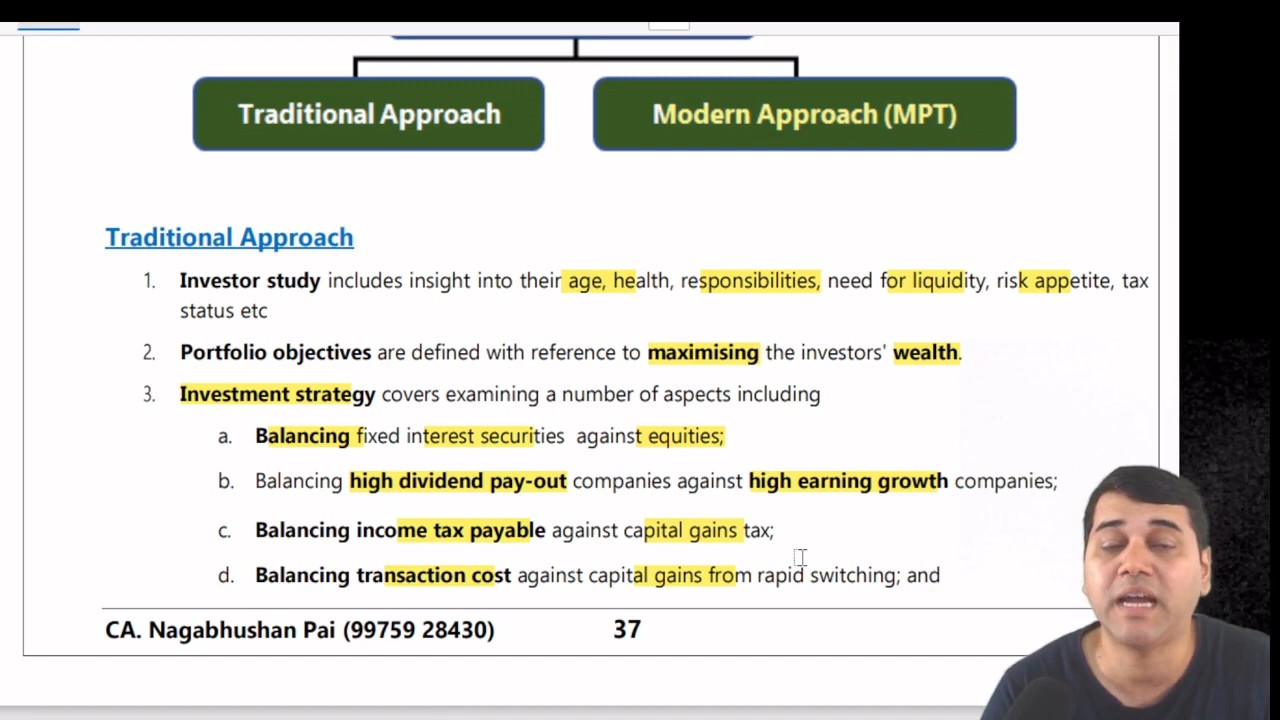 Traditional Approach
Modern Approach (MPT)
Traditional Approach
1. Investor study includes insight into their age, health, responsibilities, need for liquidity, risk appetite, tax
status etc
2. Portfolio objectives are defined with reference to maximising the investors' wealth.
3. Investment strategy covers examining a number of aspects including
a. Balancing fixed interest securities against equities;
b. Balancing high dividend pay-out companies against high earning growth companies;
c. Balancing income tax payable against capital gains tax;
d. Balancing transaction cost against capital gains from rapid switching; and
CA. Nagabhushan Pai (99759 28430) 37